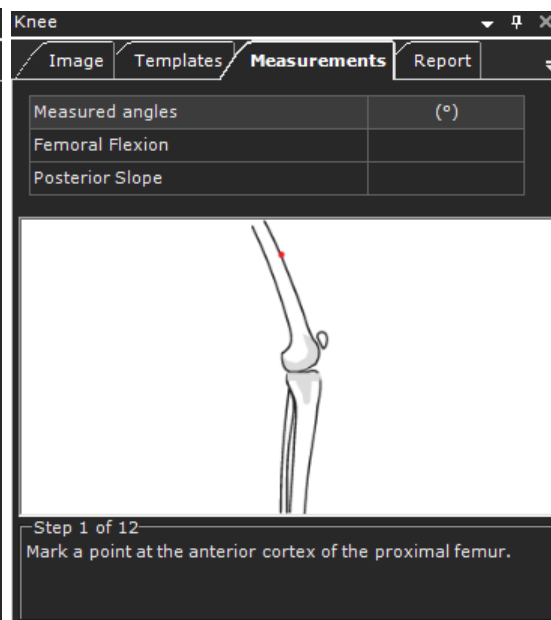 Knee
Image Templates Measurements Report
Measured angles (°)
Femoral Flexion
Posterior Slope
Step 1 of 12
Mark a point at the anterior cortex of the proximal femur.